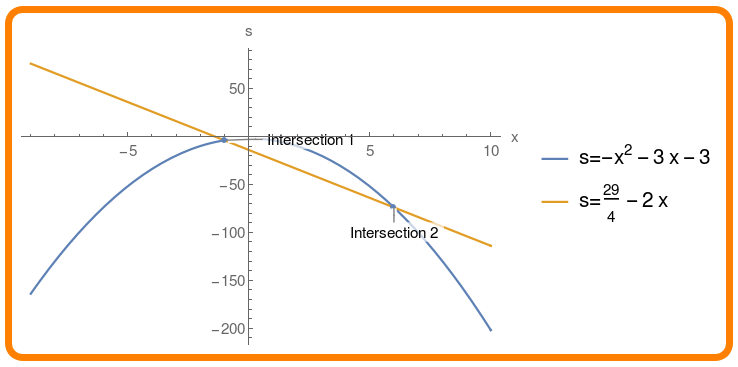 s
50
x
Intersection 1
−5
5
10
s=−x² − 3 x − 3
−50
s=29/4 − 2 x
−100
Intersection 2
−150
−200